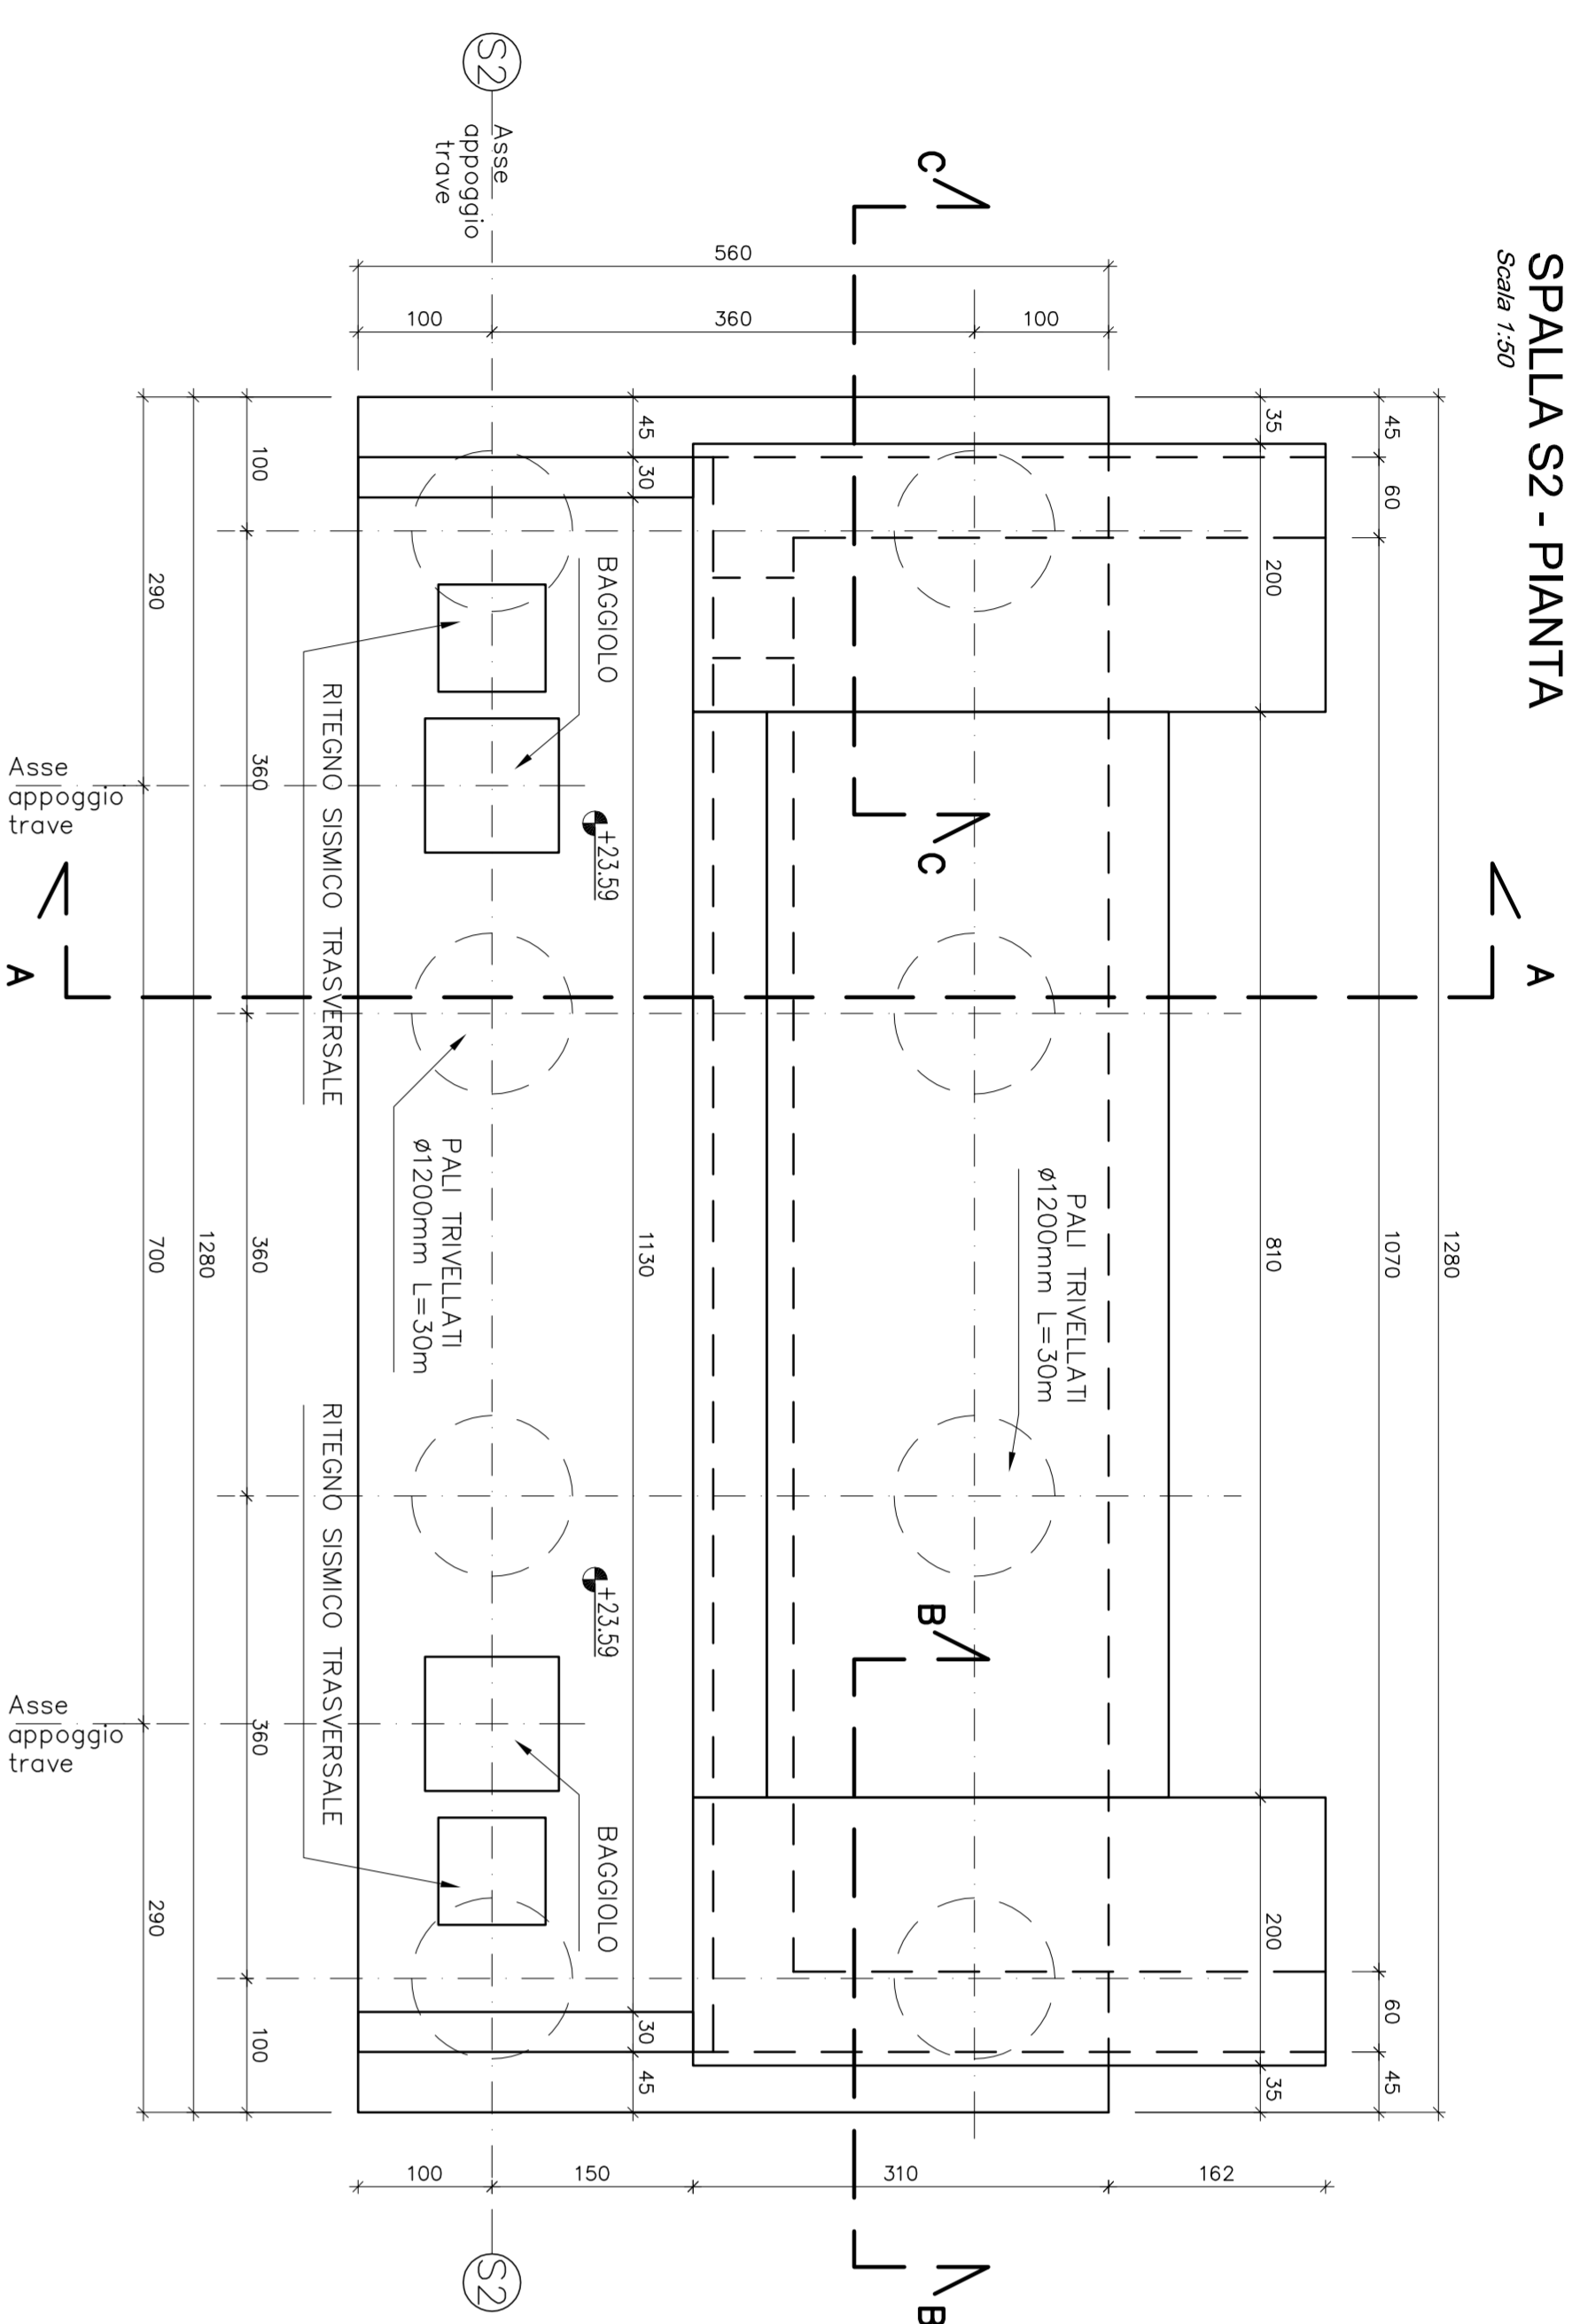 SPALLA S2 - PIANTA
Scala 1:50
A
A
1280
45
60
1070
60
45
35
200
810
200
35
C
C
B
B
PALI TRIVELLATI
Ø1200mm L=30m
45
30
1130
30
45
BAGGIOLO
+23.59
+23.59
BAGGIOLO
S2
Asse
appoggio
trave
S2
PALI TRIVELLATI
Ø1200mm L=30m
RITEGNO SISMICO TRASVERSALE
RITEGNO SISMICO TRASVERSALE
100
360
360
360
100
1280
290
700
290
560
100
360
100
100
150
310
162
Asse
appoggio
trave
Asse
appoggio
trave